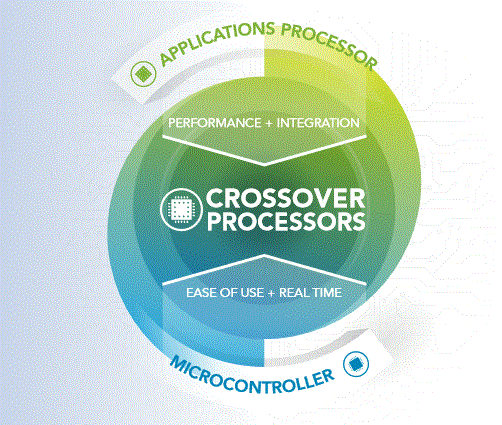 APPLICATIONS PROCESSOR
PERFORMANCE + INTEGRATION
CROSSOVER
PROCESSORS
EASE OF USE + REAL TIME
MICROCONTROLLER